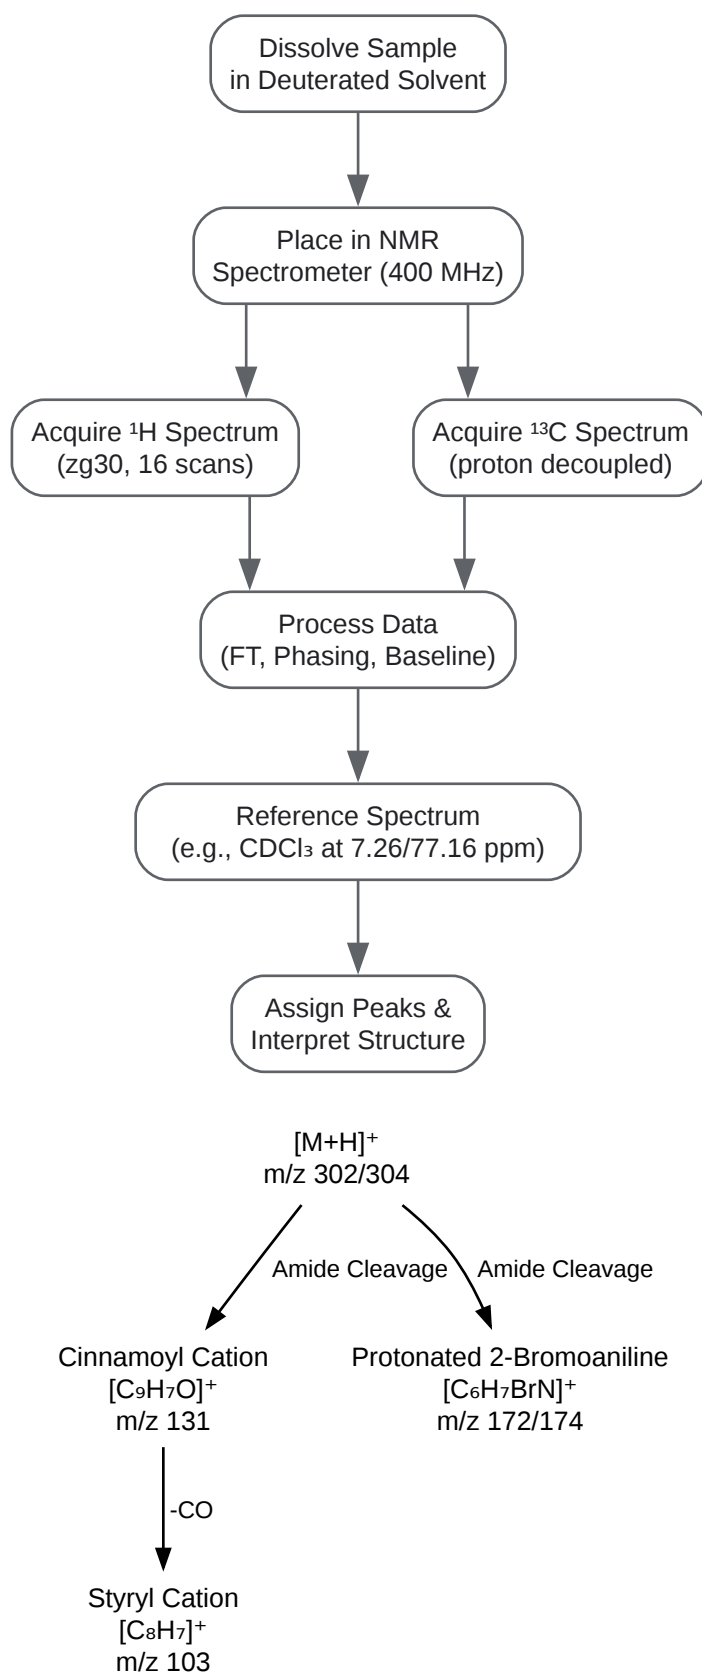 Dissolve Sample
in Deuterated Solvent
Place in NMR
Spectrometer (400 MHz)
Acquire ¹H Spectrum
(zg30, 16 scans)
Acquire ¹³C Spectrum
(proton decoupled)
Process Data
(FT, Phasing, Baseline)
Reference Spectrum
(e.g., CDCl₃ at 7.26/77.16 ppm)
Assign Peaks &
Interpret Structure
[M+H]⁺
m/z 302/304
Amide Cleavage
Amide Cleavage
Cinnamoyl Cation
[C₉H₇O]⁺
m/z 131
Protonated 2-Bromoaniline
[C₆H₇BrN]⁺
m/z 172/174
-CO
Styryl Cation
[C₈H₇]⁺
m/z 103